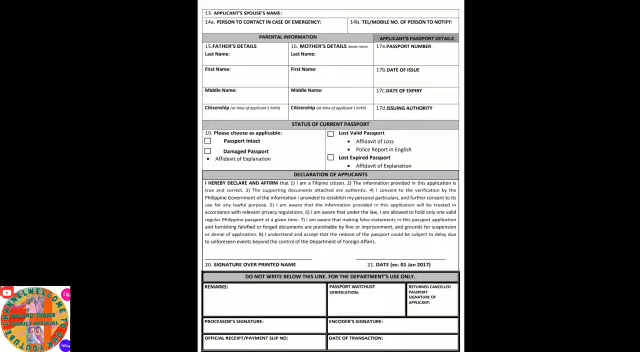 13. APPLICANT'S SPOUSE'S NAME:
14a. PERSON TO CONTACT IN CASE OF EMERGENCY:
14b. TEL/MOBILE NO. OF PERSON TO NOTIFY:
PARENTAL INFORMATION
APPLICANT'S PASSPORT DETAILS
15.FATHER'S DETAILS
16. MOTHER'S DETAILS
17a.PASSPORT NUMBER
Last Name:
Last Name:
First Name:
First Name:
17b.DATE OF ISSUE
Middle Name:
Middle Name:
17c.DATE OF EXPIRY
Citizenship (at time of applicant's birth)
Citizenship (at time of applicant's birth)
17d.ISSUING AUTHORITY
STATUS OF CURRENT PASSPORT
19. Please choose as applicable:
Passport Intact
Damaged Passport
• Affidavit of Explanation
Lost Valid Passport
• Affidavit of Loss
• Police Report in English
Lost Expired Passport
• Affidavit of Explanation
DECLARATION OF APPLICANTS
I HEREBY DECLARE AND AFFIRM that 1) I am a Filipino citizen. 2) The information provided in this application is
true and correct. 3) The supporting documents attached are authentic. 4) I consent to the verification by the
Philippine Government of the information I provided to establish my personal particulars, and further consent to its
use for any lawful purpose. 5) I am aware that the information provided in this application will be treated in
accordance with relevant privacy regulations. 6) I am aware that under the law, I am allowed to hold only one valid
regular Philippine passport at a given time. 7) I am aware that making false statements in this passport application
and furnishing falsified or forged documents are punishable by fine or imprisonment, and grounds for suspension
or denial of application. 8) I understand and accept that the release of the passport could be subject to delay due
to unforeseen events beyond the control of the Department of Foreign Affairs.
20. SIGNATURE OVER PRINTED NAME
21. DATE (ex. 01 Jan 2017)
DO NOT WRITE BELOW THIS LINE. FOR THE DEPARTMENT'S USE ONLY.
REMARKS:
PASSPORT WATCHLIST
VERIFICATION:
RETURNED CANCELLED
PASSPORT
SIGNATURE OF
APPLICANT:
PROCESSOR'S SIGNATURE:
ENCODER'S SIGNATURE:
OFFICIAL RECEIPT/PAYMENT SLIP NO:
DATE OF TRANSACTION: